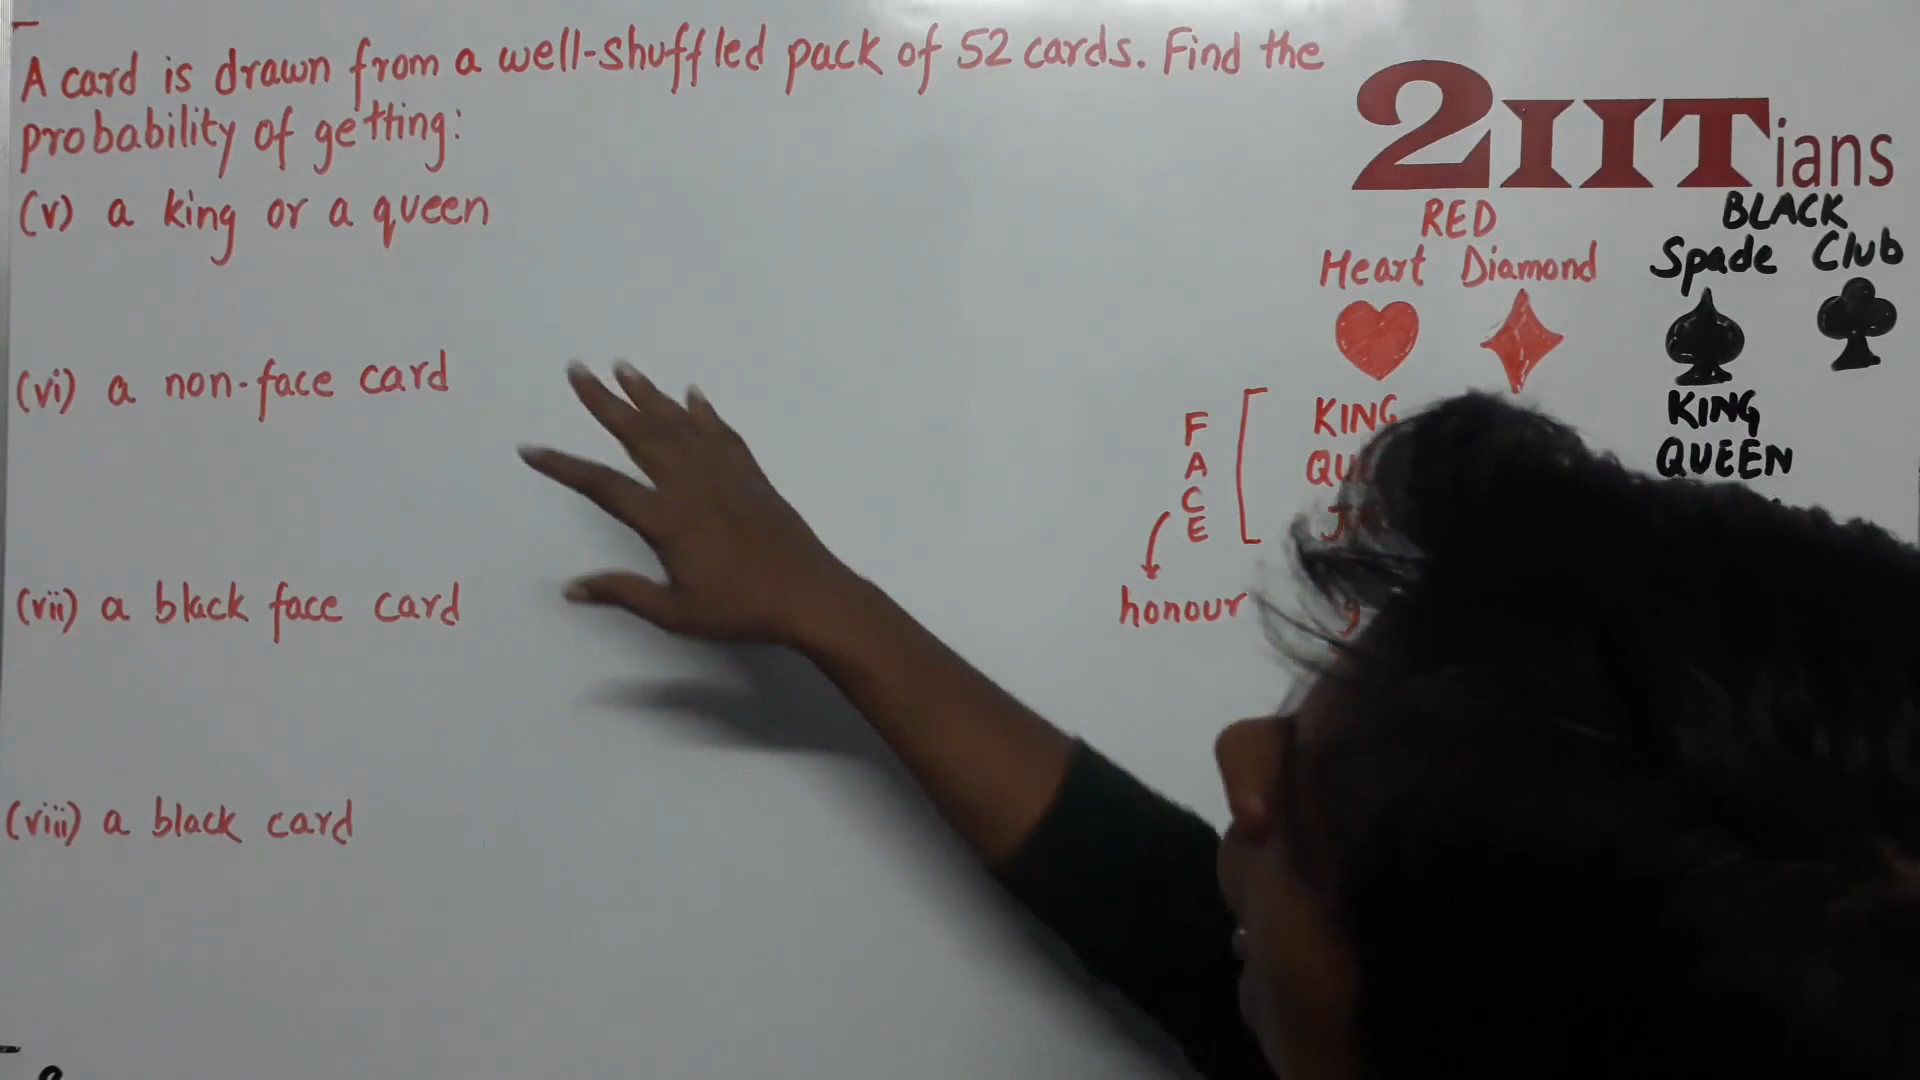 A card is drawn from a well-shuffled pack of 52 cards. Find the
probability of getting:
(v) a king or a queen
(vi) a non-face card
(vii) a black face card
(viii) a black card
2IITians
RED BLACK
Heart Diamond Spade Club
FACE
KING KING
QUEEN
honour
9